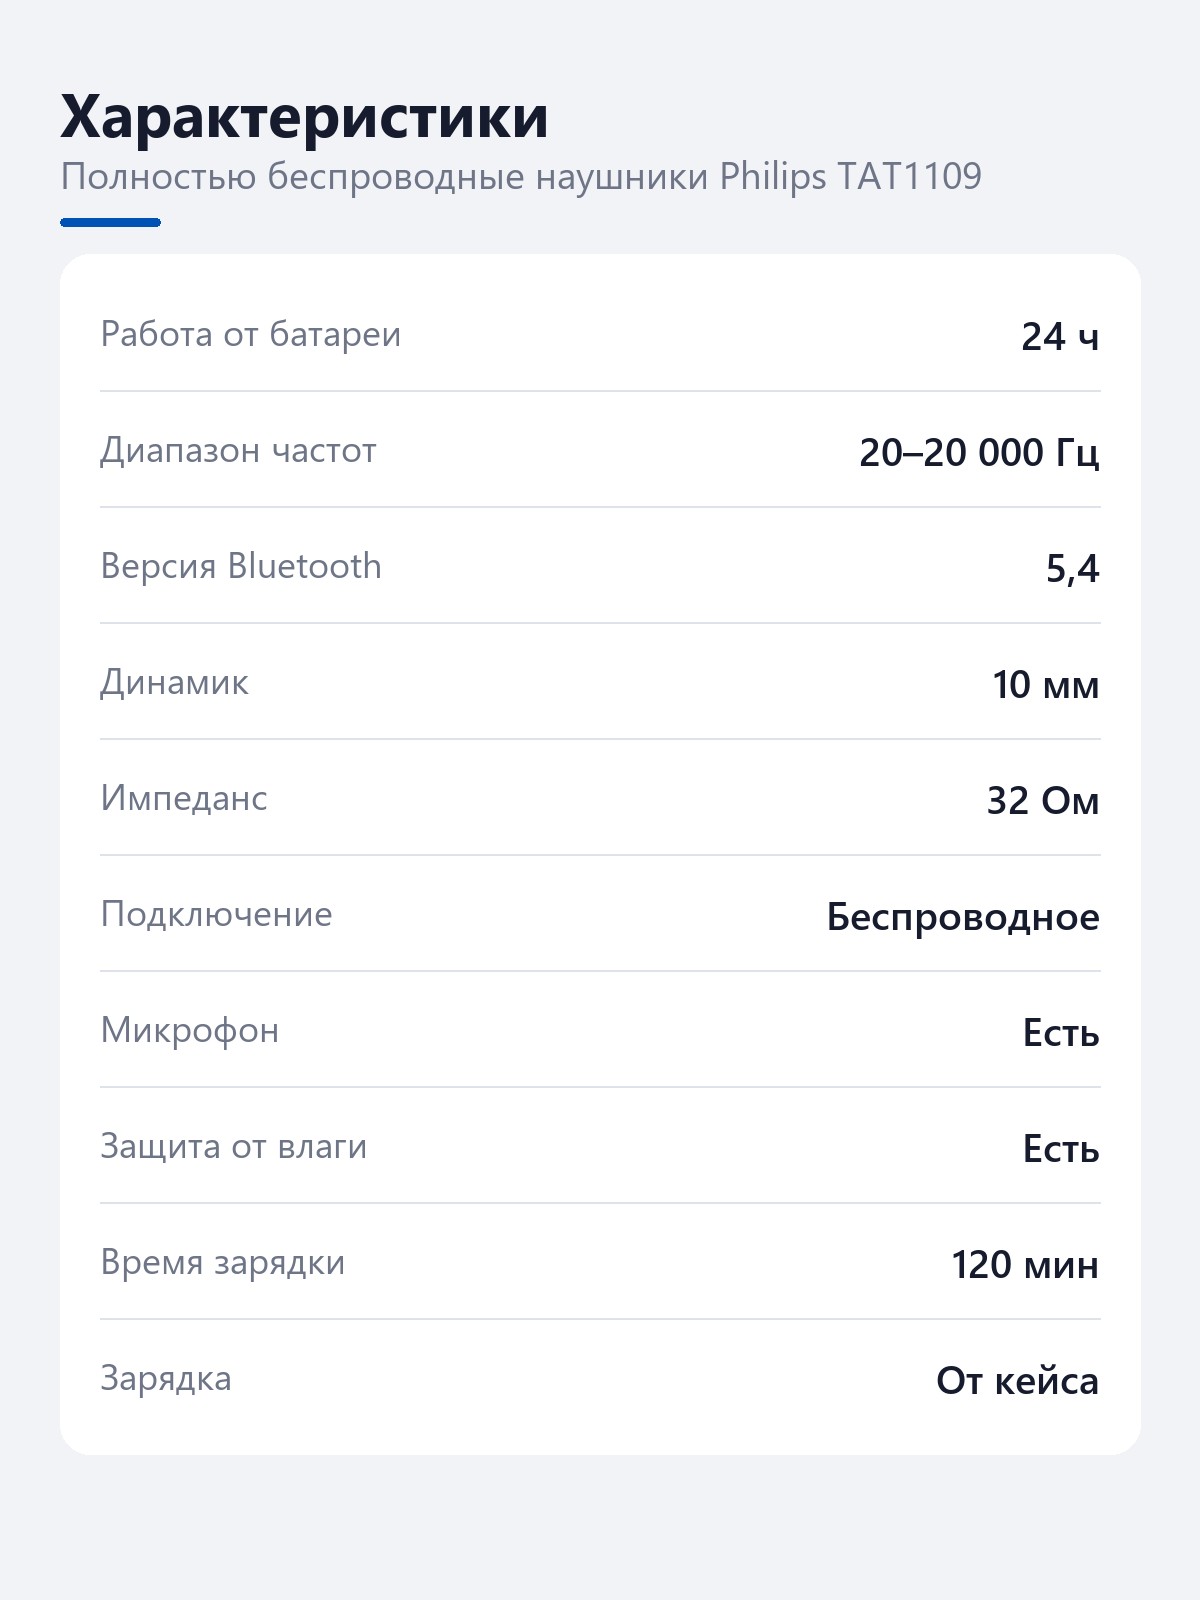 Характеристики
Полностью беспроводные наушники Philips TAT1109
Работа от батареи 24 ч
Диапазон частот 20–20 000 Гц
Версия Bluetooth 5,4
Динамик 10 мм
Импеданс 32 Ом
Подключение Беспроводное
Микрофон Есть
Защита от влаги Есть
Время зарядки 120 мин
Зарядка От кейса